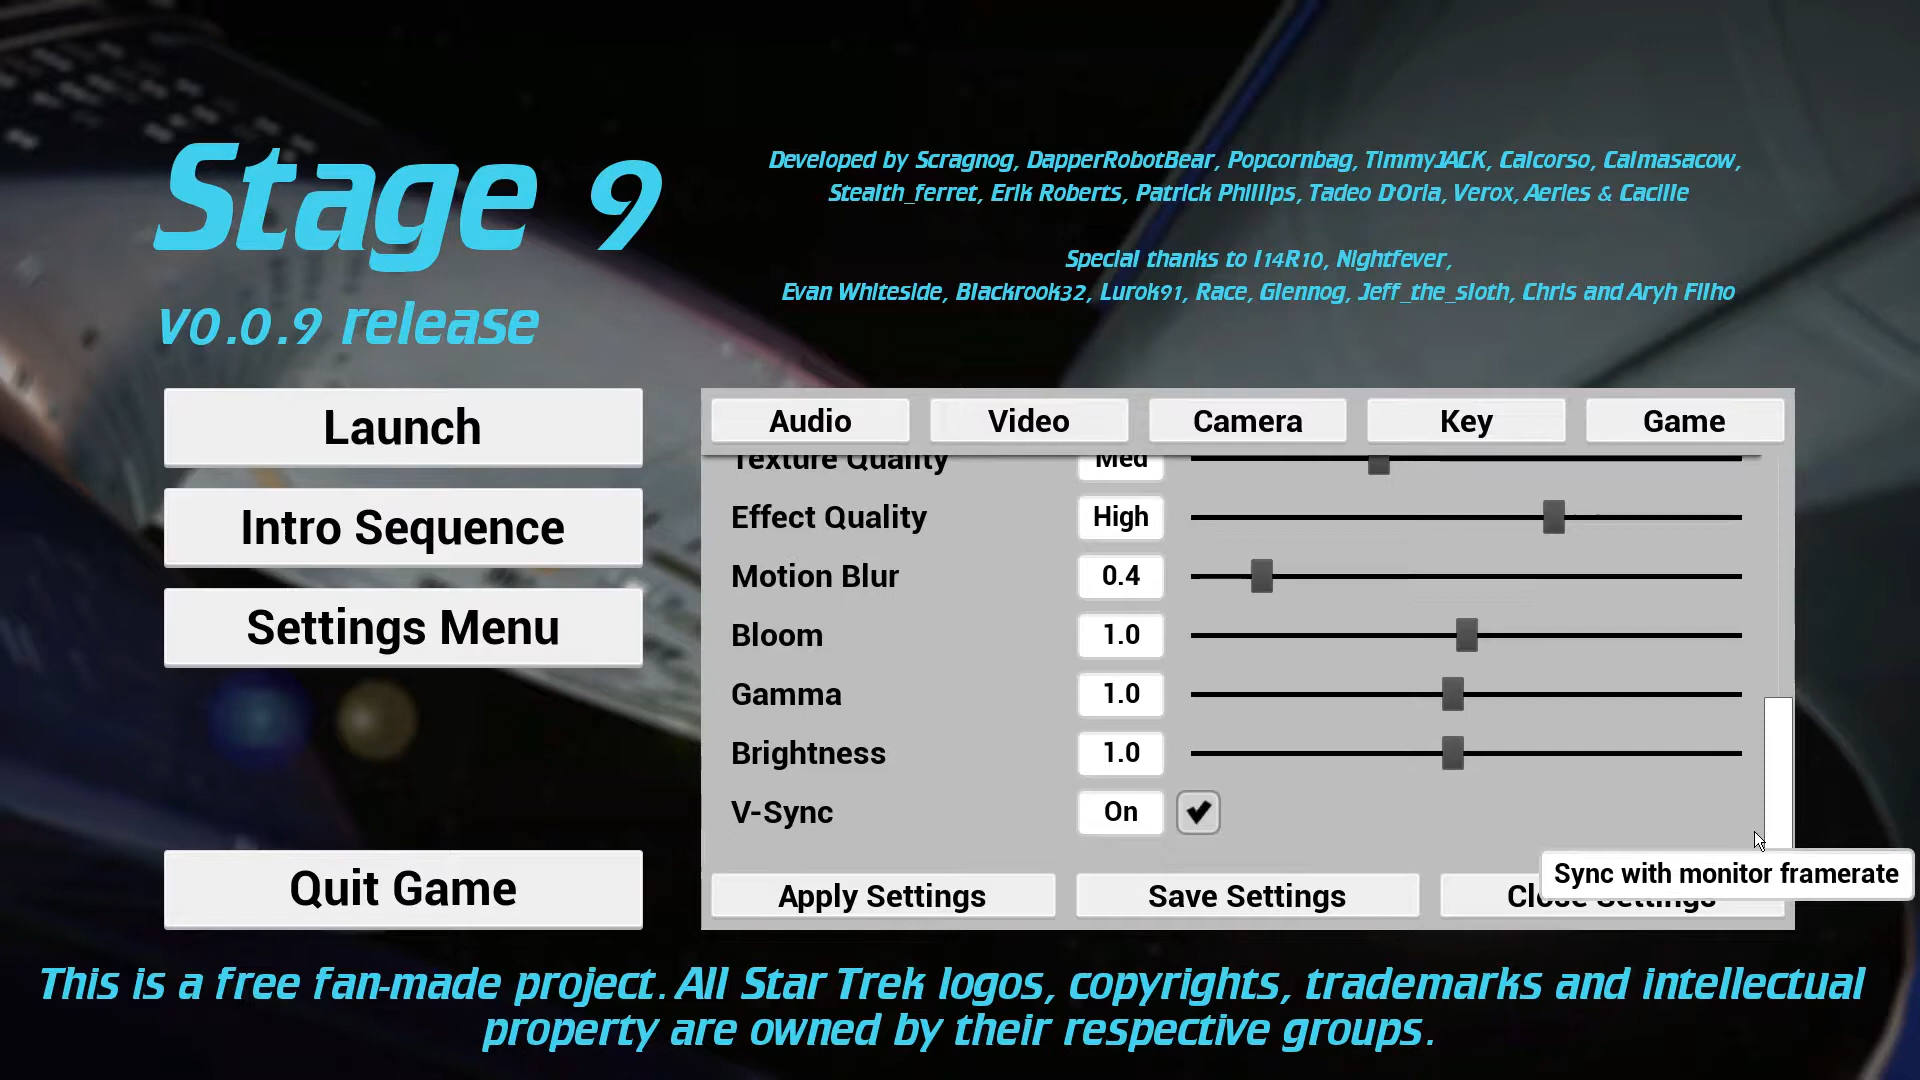 Stage 9
v0.0.9 release
Developed by Scragnog, DapperRobotBear, Popcornbag, TimmyJACK, Calcorso, Calmasacow,
Stealth_ferret, Erik Roberts, Patrick Phillips, Tadeo D'Oria, Verox, Aeries & Cacille
Special thanks to I14R10, Nightfever,
Evan Whiteside, Blackrook32, Lurok91, Race, Glennog, Jeff_the_sloth, Chris and Aryh Filho
Launch
Intro Sequence
Settings Menu
Quit Game
Audio Video Camera Key Game
Texture Quality Med
Effect Quality High
Motion Blur 0.4
Bloom 1.0
Gamma 1.0
Brightness 1.0
V-Sync On
Sync with monitor framerate
Apply Settings Save Settings Close Settings
This is a free fan-made project. All Star Trek logos, copyrights, trademarks and intellectual
property are owned by their respective groups.